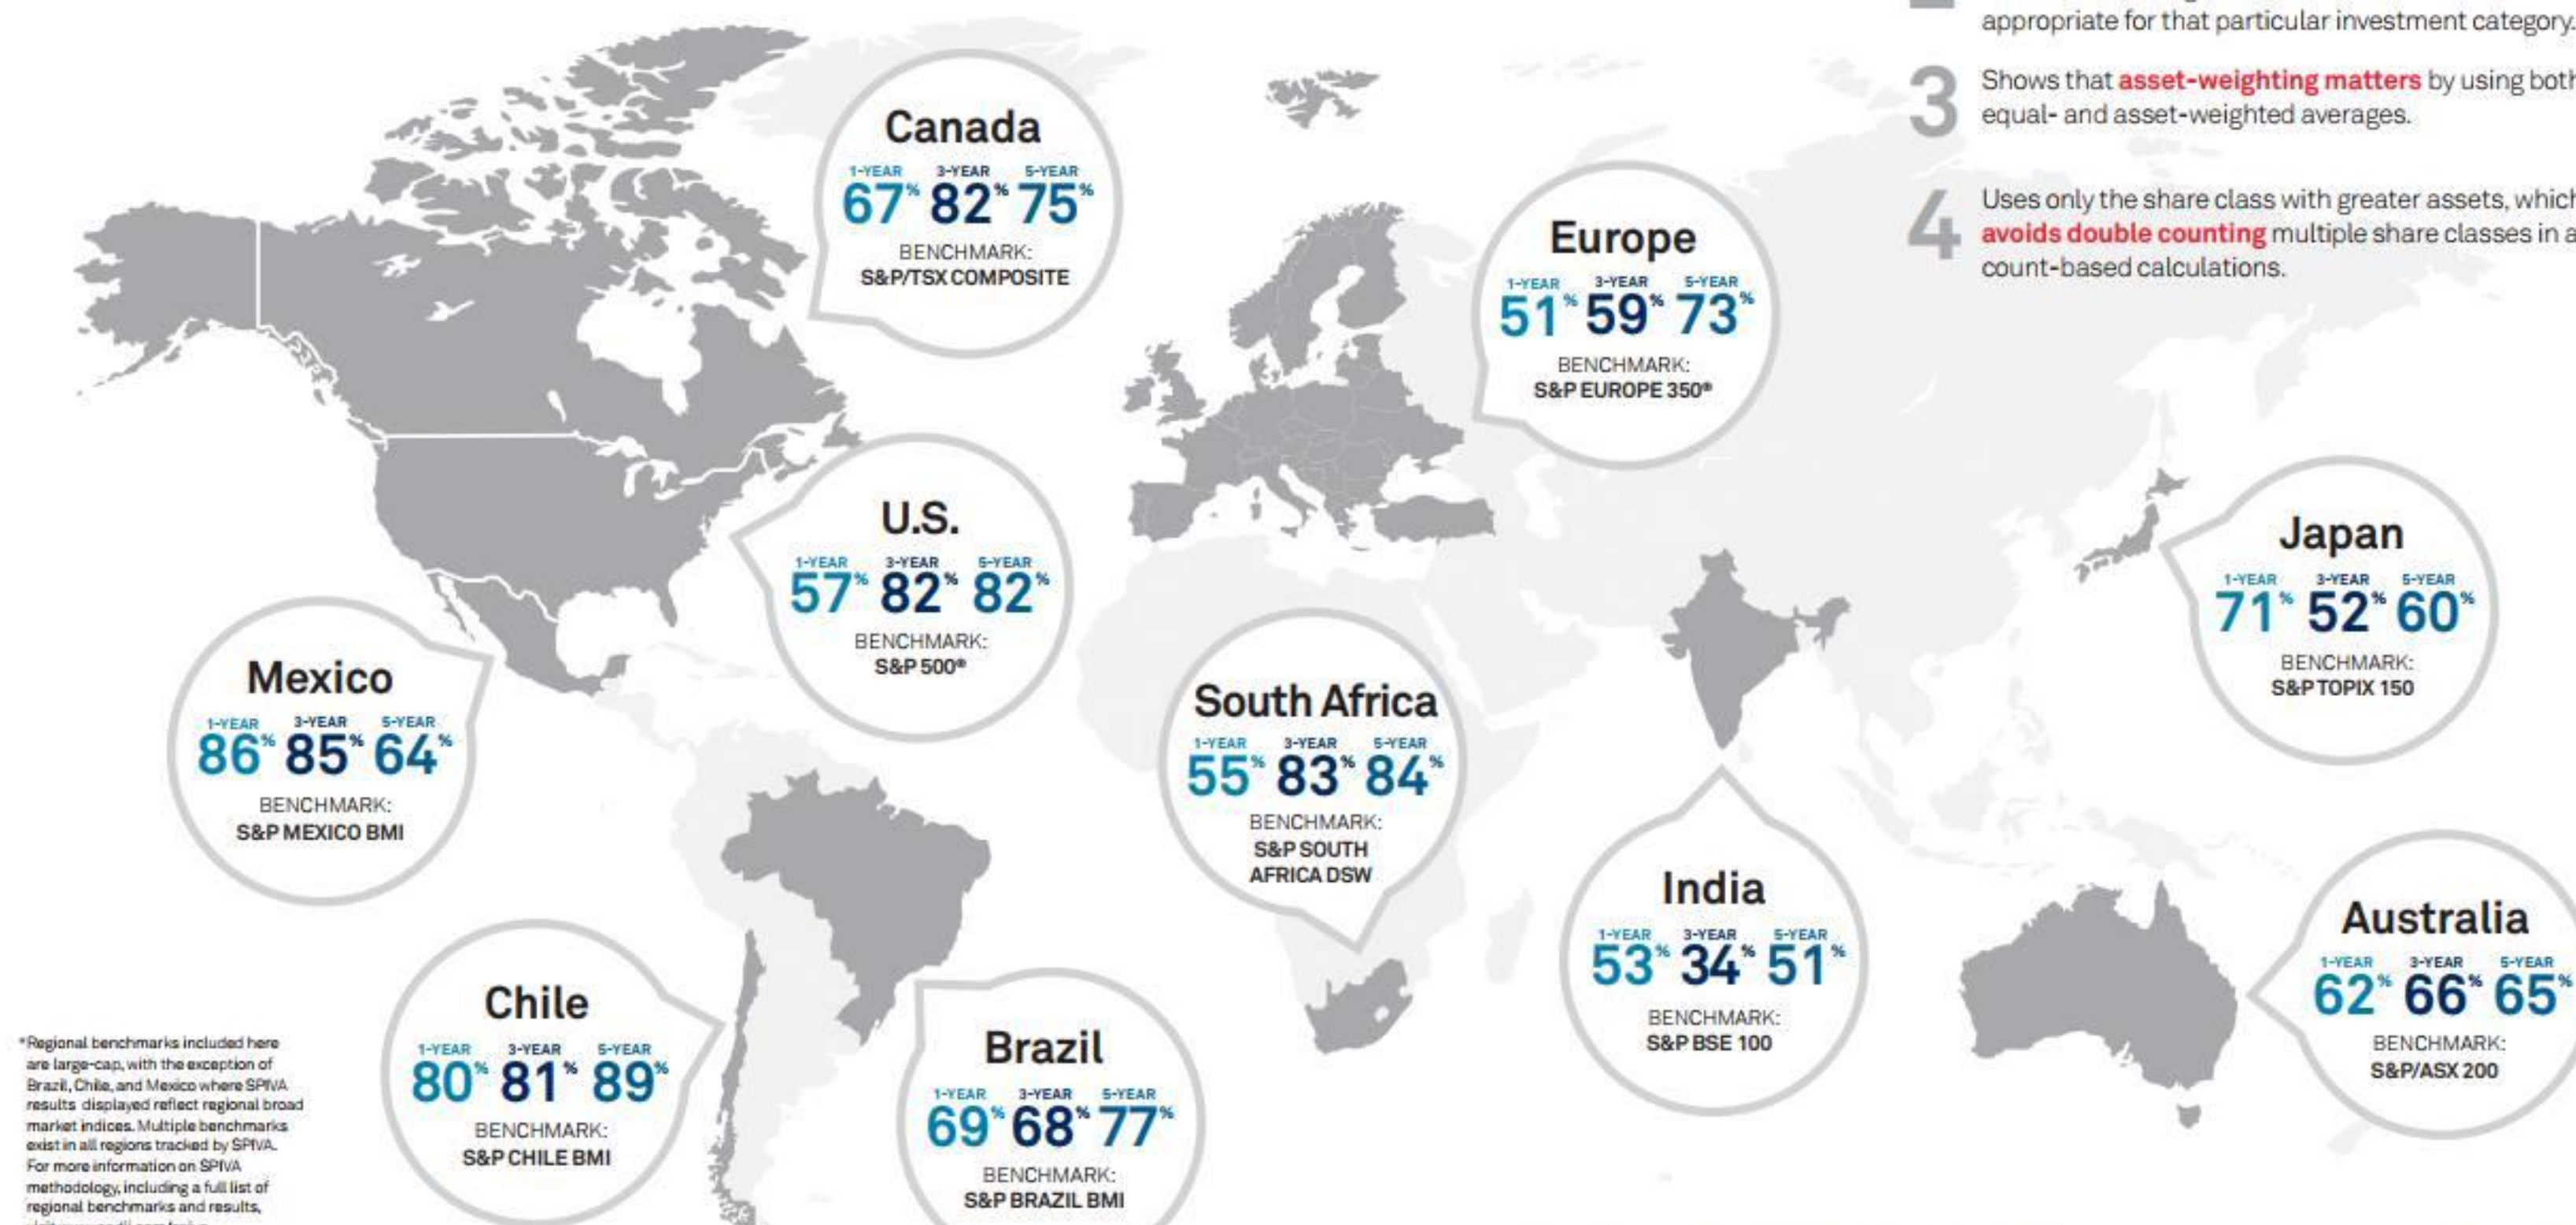 appropriate for that particular investment category.
3
Shows that asset-weighting matters by using both
equal- and asset-weighted averages.
4
Uses only the share class with greater assets, which
avoids double counting multiple share classes in a
count-based calculations.
Canada
1-YEAR 3-YEAR 5-YEAR
67% 82% 75%
BENCHMARK:
S&P/TSX COMPOSITE
Europe
1-YEAR 3-YEAR 5-YEAR
51% 59% 73%
BENCHMARK:
S&P EUROPE 350®
U.S.
1-YEAR 3-YEAR 5-YEAR
57% 82% 82%
BENCHMARK:
S&P 500®
Japan
1-YEAR 3-YEAR 5-YEAR
71% 52% 60%
BENCHMARK:
S&P TOPIX 150
Mexico
1-YEAR 3-YEAR 5-YEAR
86% 85% 64%
BENCHMARK:
S&P MEXICO BMI
South Africa
1-YEAR 3-YEAR 5-YEAR
55% 83% 84%
BENCHMARK:
S&P SOUTH
AFRICA DSW
India
1-YEAR 3-YEAR 5-YEAR
53% 34% 51%
BENCHMARK:
S&P BSE 100
Australia
1-YEAR 3-YEAR 5-YEAR
62% 66% 65%
BENCHMARK:
S&P/ASX 200
Chile
1-YEAR 3-YEAR 5-YEAR
80% 81% 89%
BENCHMARK:
S&P CHILE BMI
Brazil
1-YEAR 3-YEAR 5-YEAR
69% 68% 77%
BENCHMARK:
S&P BRAZIL BMI
*Regional benchmarks included here
are large-cap, with the exception of
Brazil, Chile, and Mexico where SPIVA
results displayed reflect regional broad
market indices. Multiple benchmarks
exist in all regions tracked by SPIVA.
For more information on SPIVA
methodology, including a full list of
regional benchmarks and results,